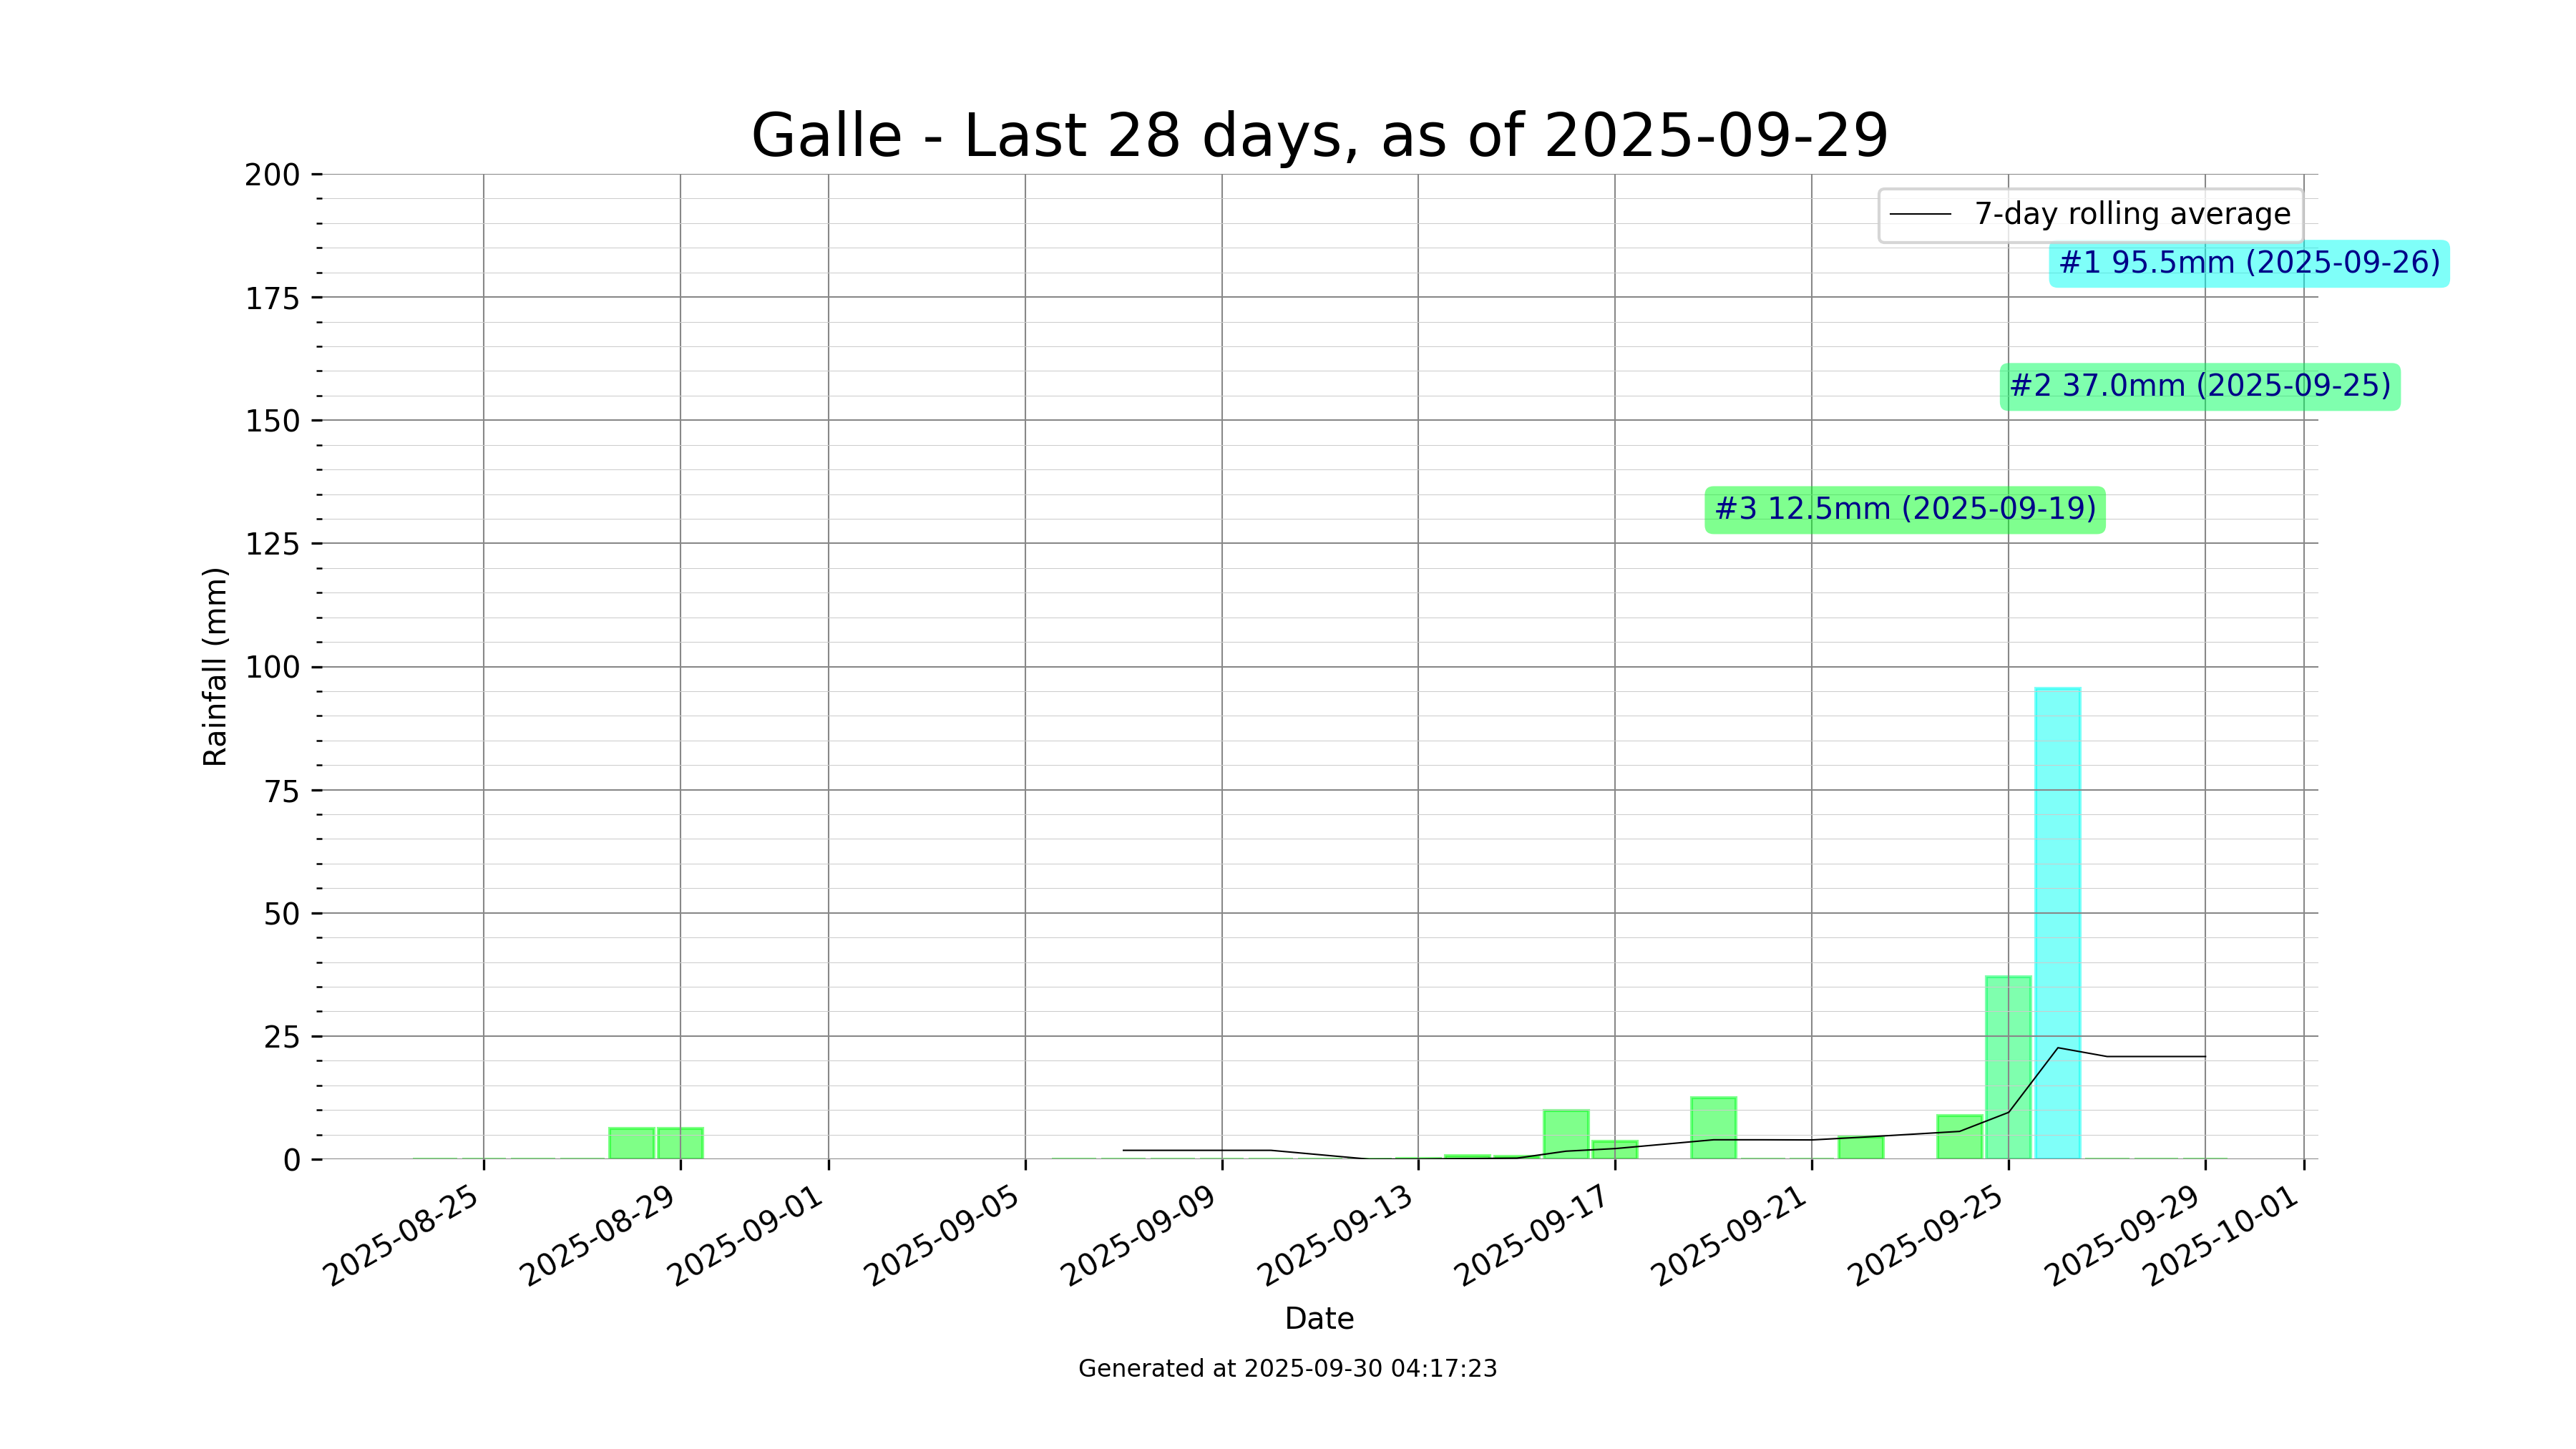 Galle - Last 28 days, as of 2025-09-29
200
175
150
125
100
75
50
25
0
Rainfall (mm)
7-day rolling average
#1 95.5mm (2025-09-26)
#2 37.0mm (2025-09-25)
#3 12.5mm (2025-09-19)
2025-08-25
2025-08-29
2025-09-01
2025-09-05
2025-09-09
2025-09-13
2025-09-17
2025-09-21
2025-09-25
2025-09-29
2025-10-01
Date
Generated at 2025-09-30 04:17:23